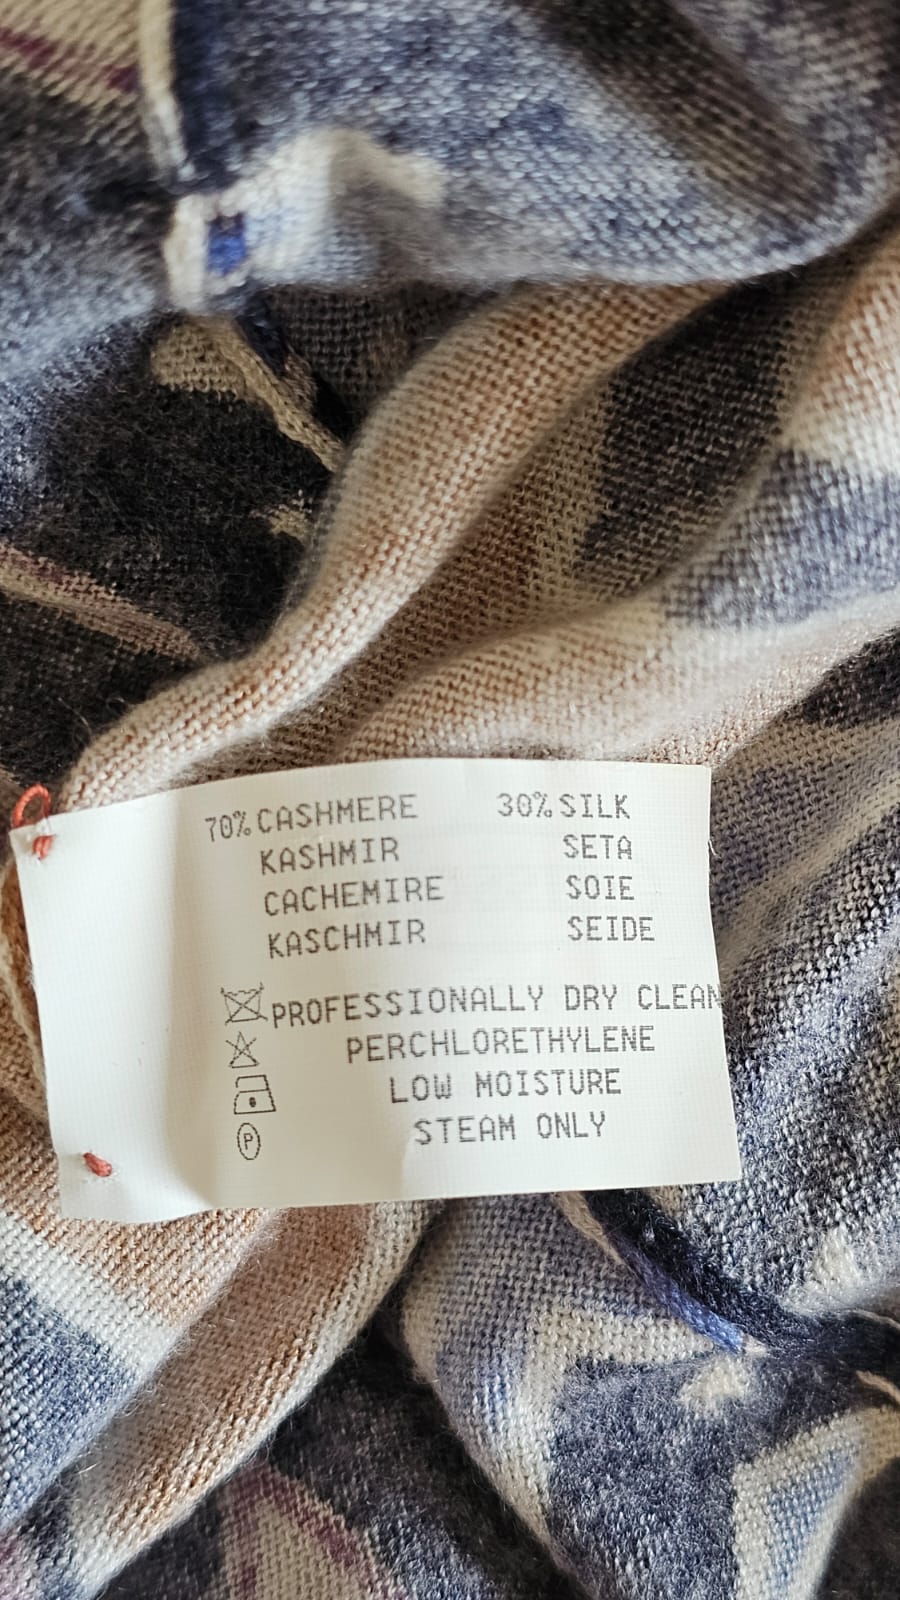 70% CASHMERE 30% SILK
KASHMIR SETA
CACHEMIRE SOIE
KASCHMIR SEIDE
PROFESSIONALLY DRY CLEAN
PERCHLORETHYLENE
LOW MOISTURE
STEAM ONLY
P